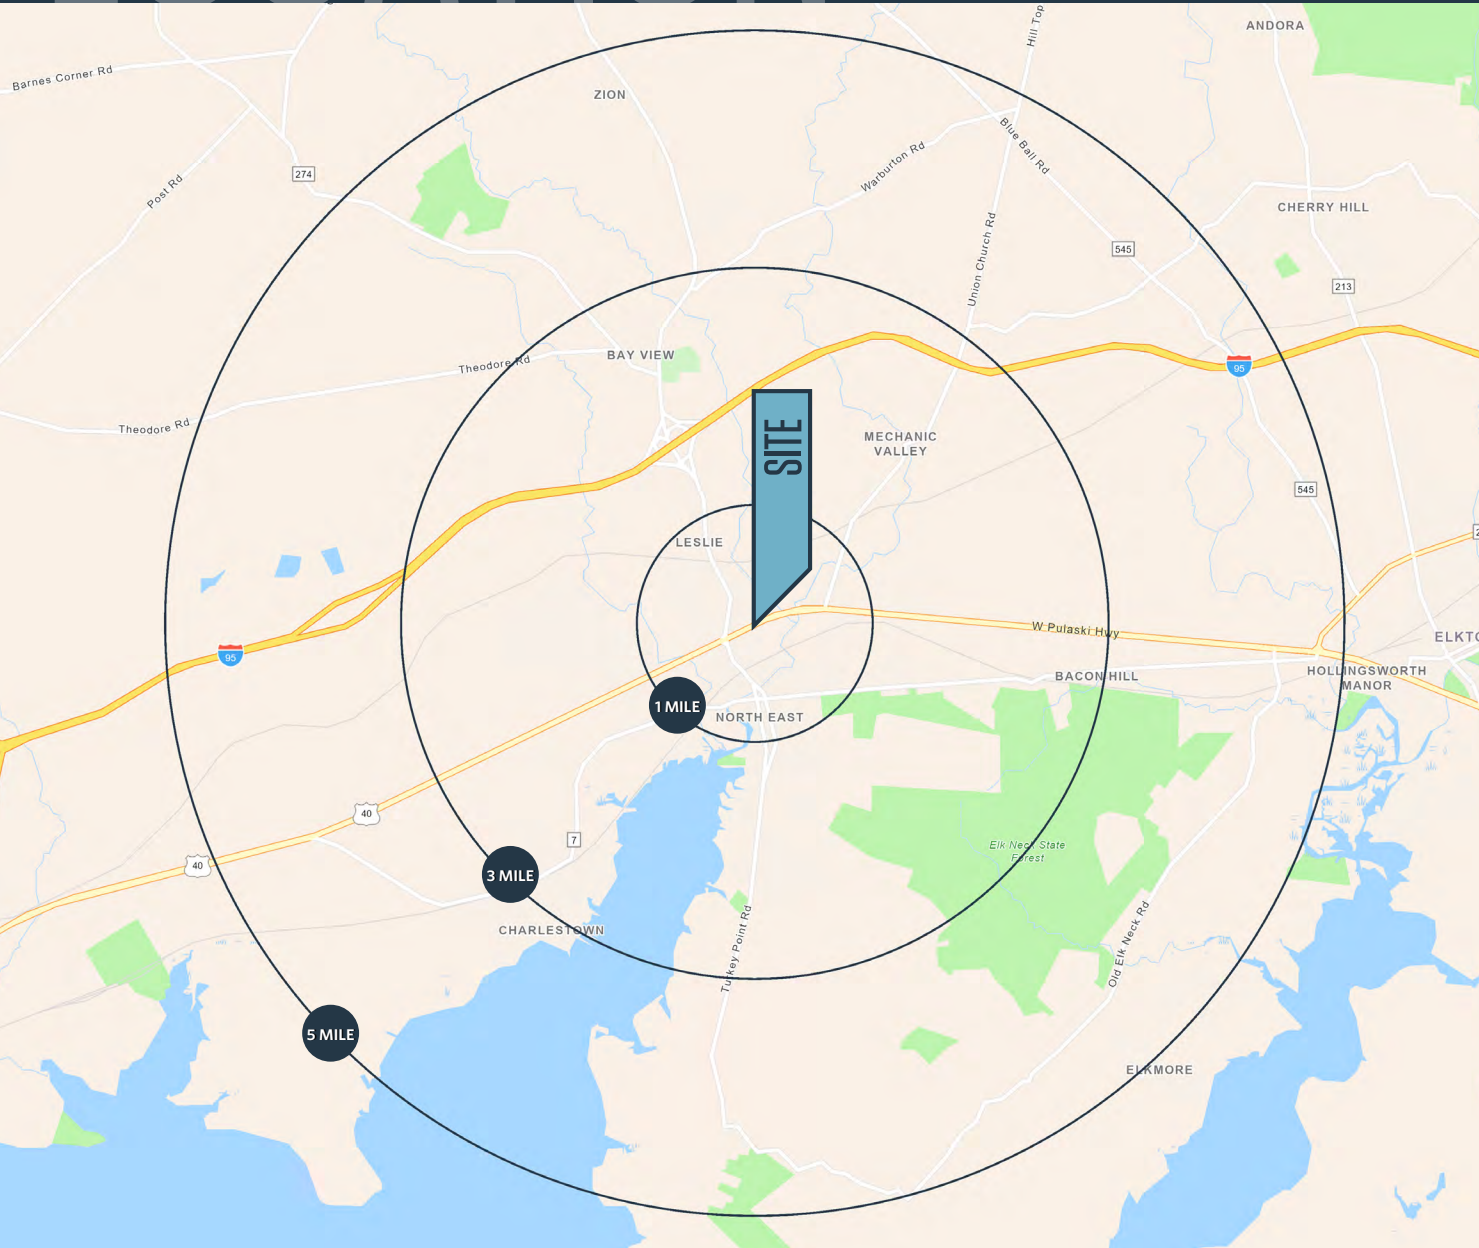 ANDORA
Hill Top
Barnes Corner Rd
ZION
Blue Ball Rd
Warburton Rd
274
Post Rd
CHERRY HILL
545
Union Church Rd
213
BAY VIEW
Theodore Rd
95
Theodore Rd
SITE
MECHANIC
VALLEY
545
LESLIE
W Pulaski Hwy
95
BACON HILL
HOLLINGSWORTH
MANOR
1 MILE
NORTH EAST
40
7
Elk Neck State
Forest
40
3 MILE
CHARLESTOWN
Turkey Point Rd
Old Elk Neck Rd
5 MILE
ELKMORE